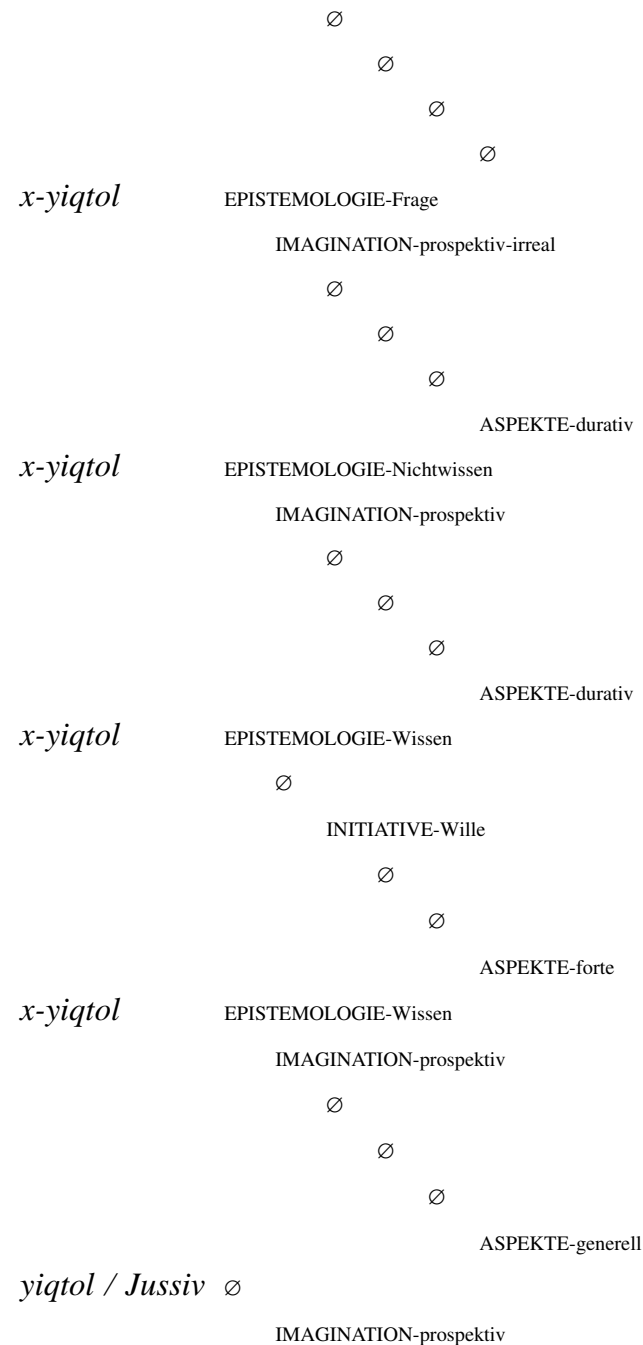 ∅
∅
∅
∅
x-yiqtol EPISTEMOLOGIE-Frage
IMAGINATION-prospektiv-irreal
∅
∅
∅
ASPEKTE-durativ
x-yiqtol EPISTEMOLOGIE-Nichtwissen
IMAGINATION-prospektiv
∅
∅
∅
ASPEKTE-durativ
x-yiqtol EPISTEMOLOGIE-Wissen
∅
INITIATIVE-Wille
∅
∅
ASPEKTE-forte
x-yiqtol EPISTEMOLOGIE-Wissen
IMAGINATION-prospektiv
∅
∅
∅
ASPEKTE-generell
yiqtol / Jussiv ∅
IMAGINATION-prospektiv